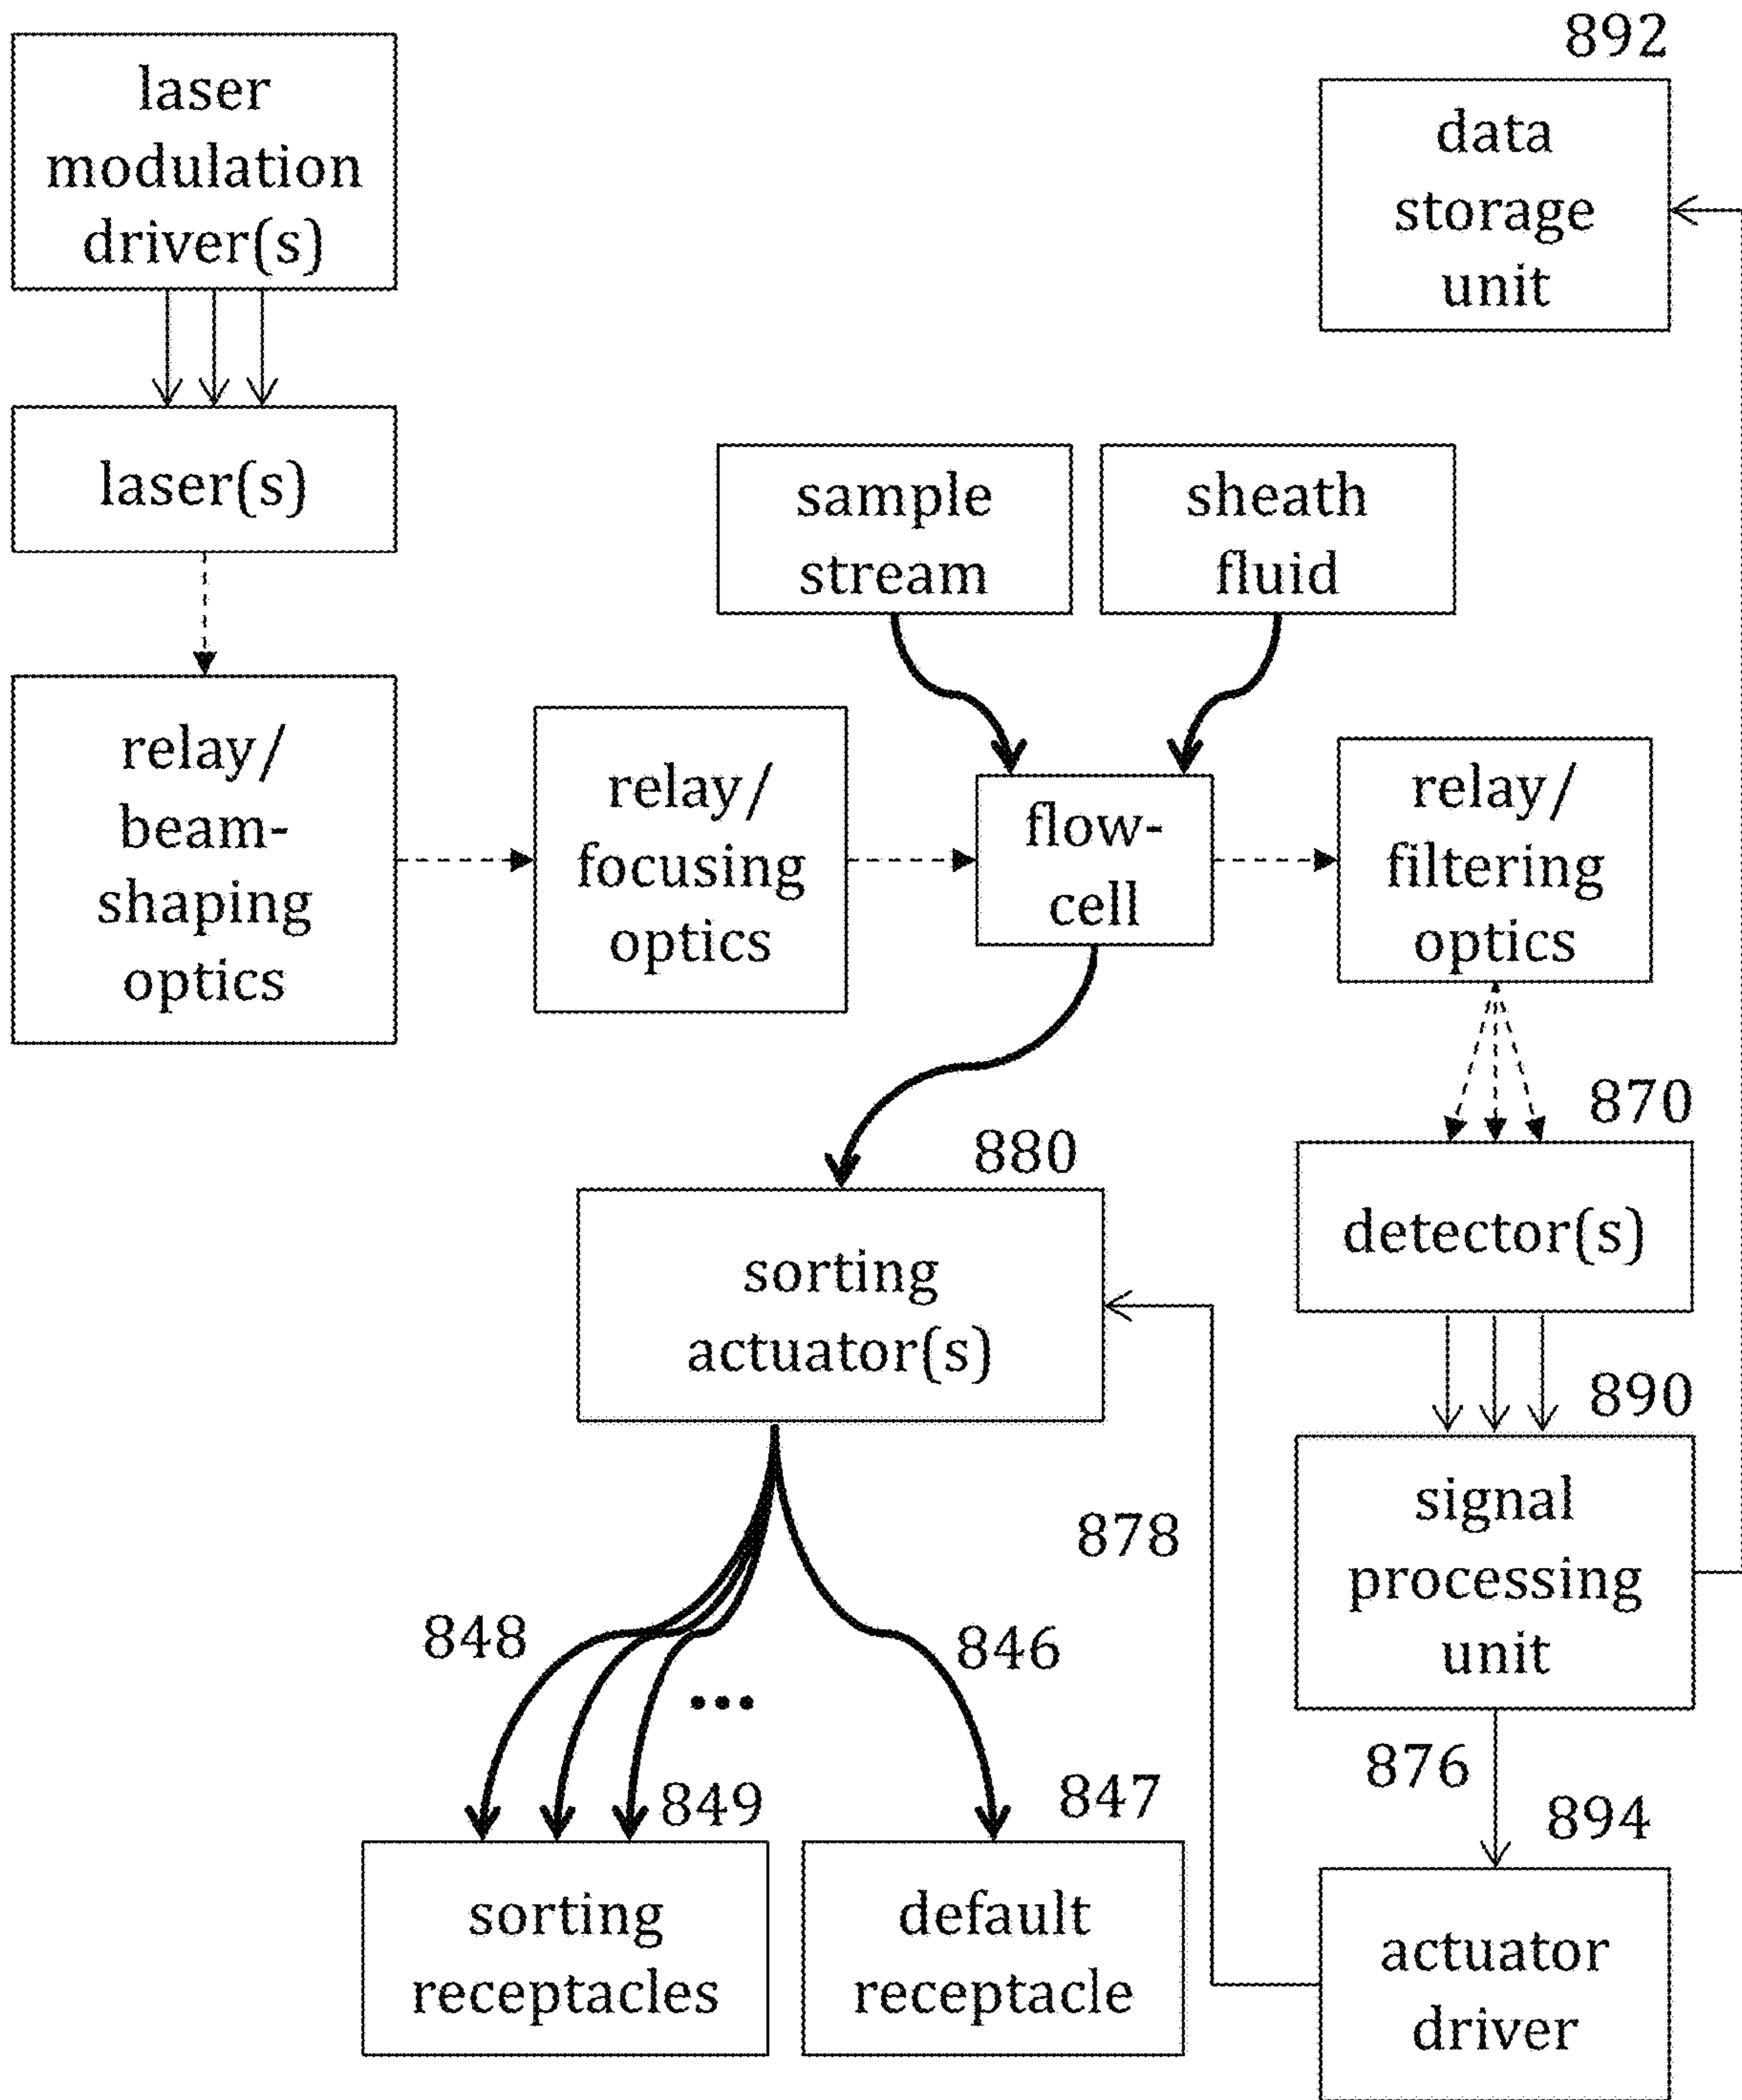 892
laser
modulation
driver(s)
data
storage
unit
laser(s)
sample
stream
sheath
fluid
relay/
beam-
shaping
optics
relay/
focusing
optics
flow-
cell
relay/
filtering
optics
870
880
detector(s)
sorting
actuator(s)
890
signal
processing
unit
878
848
846
876
849
847
894
sorting
receptacles
default
receptacle
actuator
driver